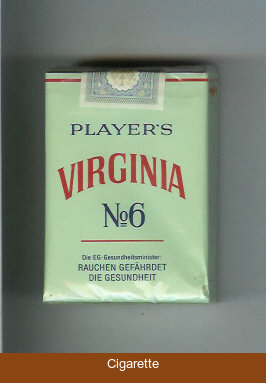 PLAYER'S
VIRGINIA
№6
Die EG-Gesundheitsminister:
RAUCHEN GEFÄHRDET
DIE GESUNDHEIT
Cigarette